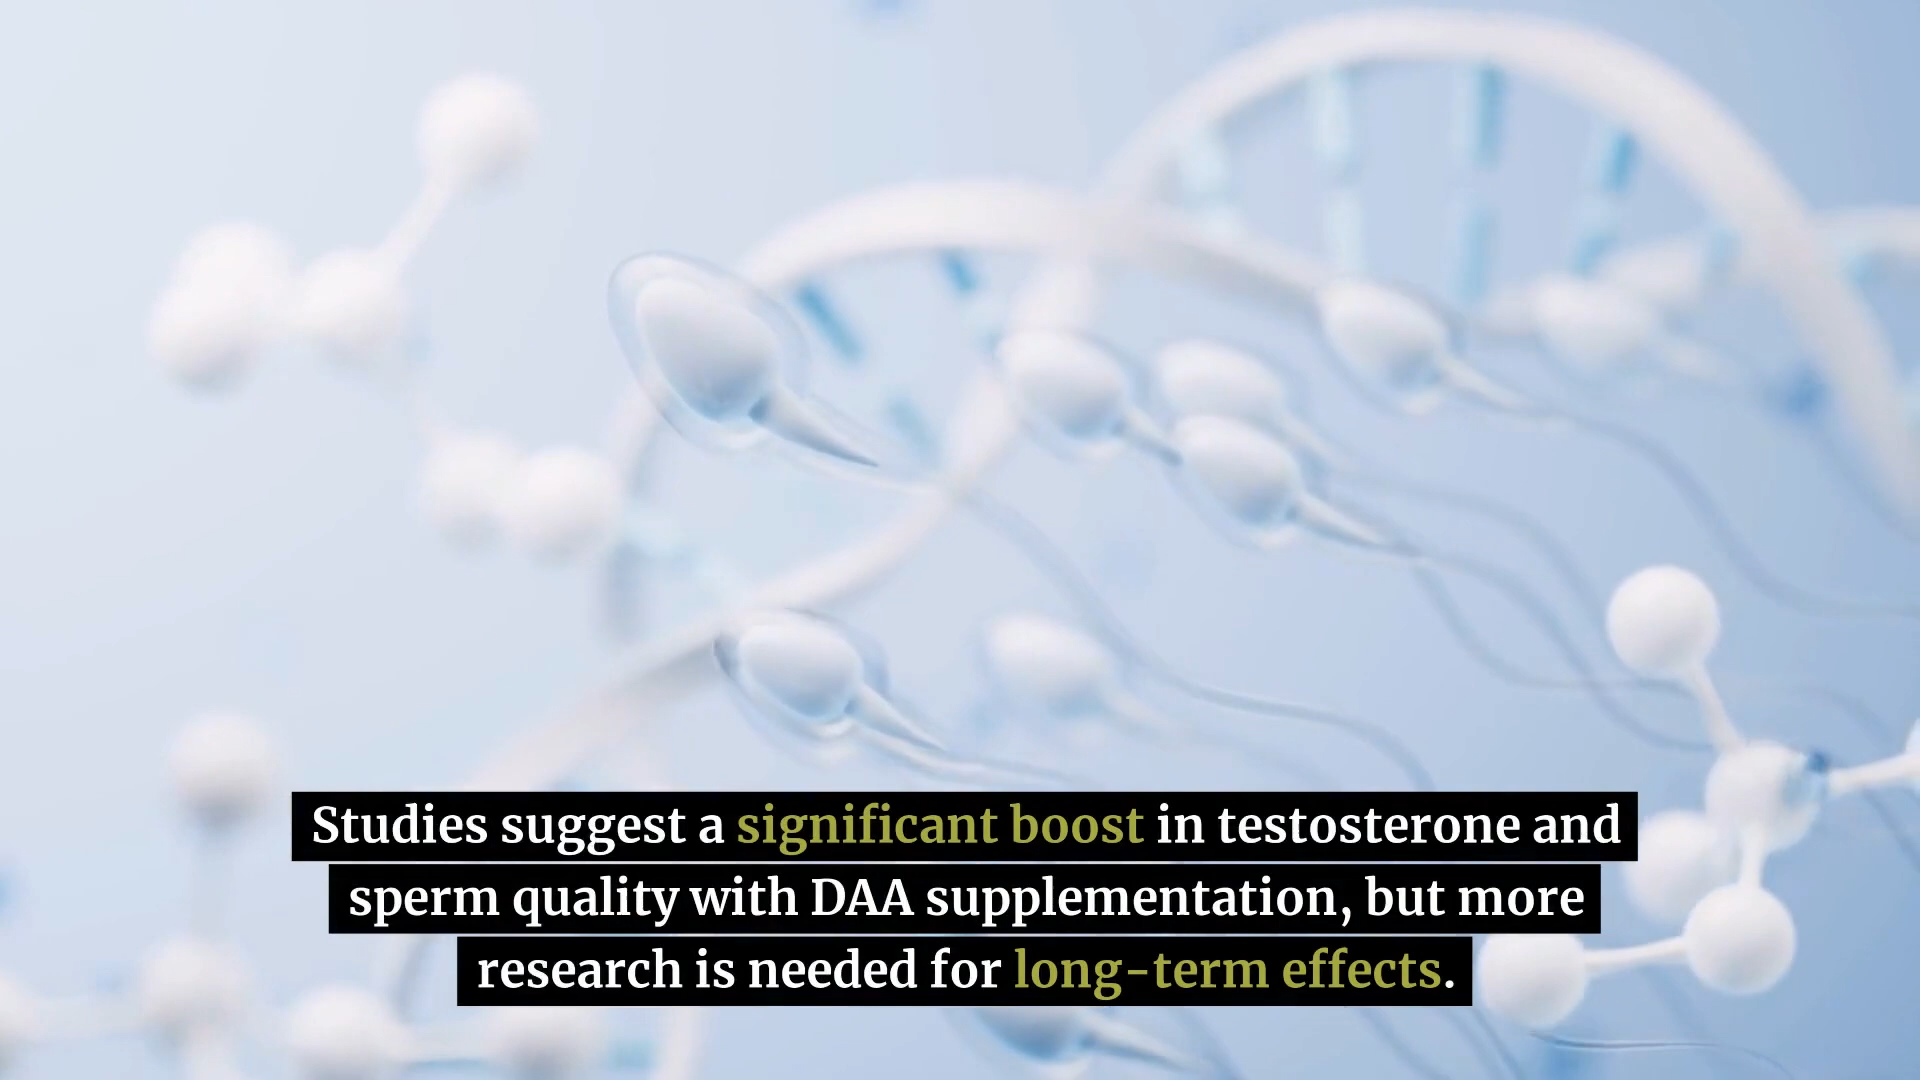 Studies suggest a significant boost in testosterone and
sperm quality with DAA supplementation, but more
research is needed for long-term effects.